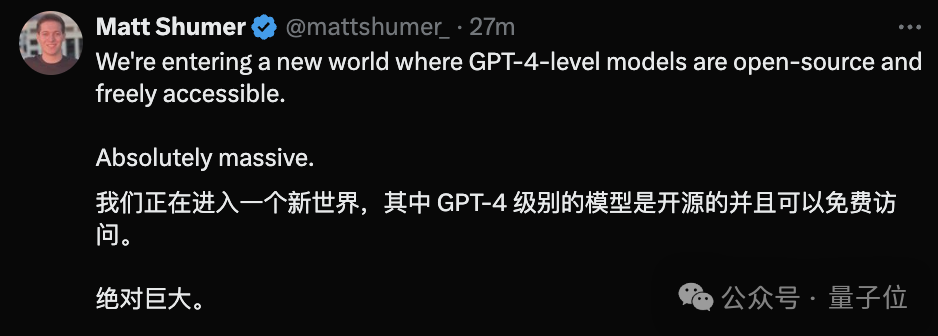 Matt Shumer @mattshumer_ · 27m
We're entering a new world where GPT-4-level models are open-source and
freely accessible.
Absolutely massive.
我们正在进入一个新世界，其中 GPT-4 级别的模型是开源的并且可以免费访
问。
绝对巨大。
公众号 · 量子位